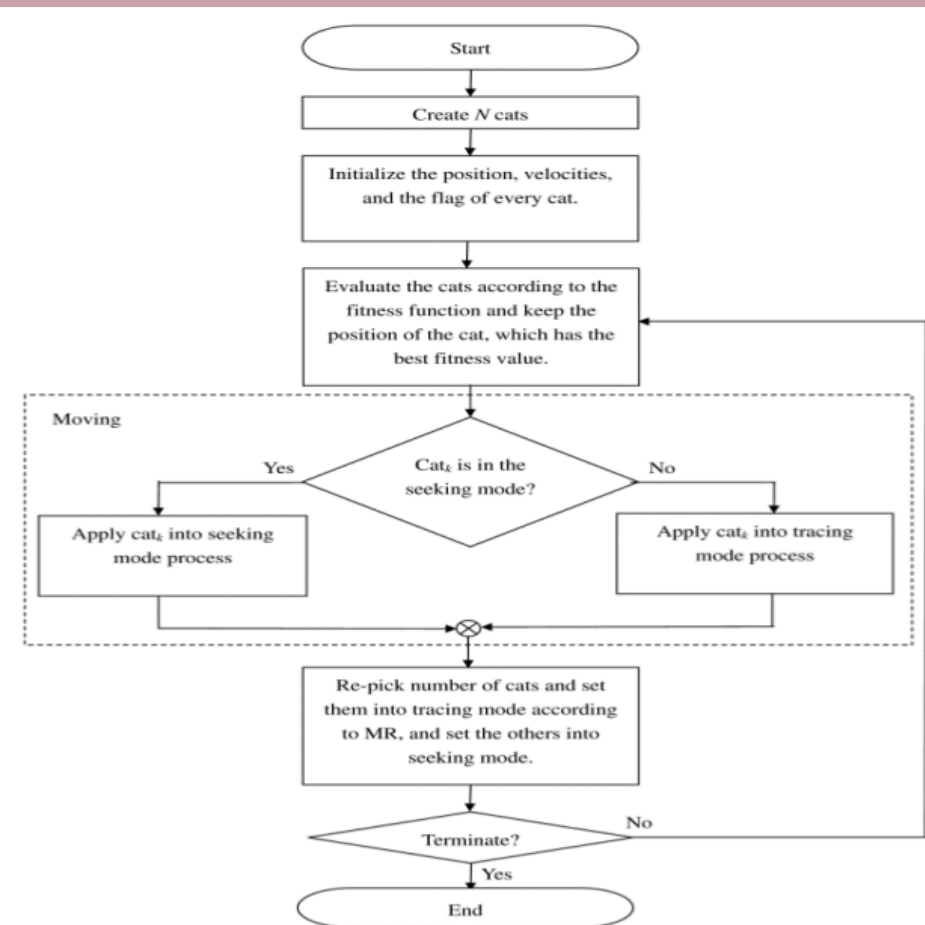 Start
Create N cats
Initialize the position, velocities,
and the flag of every cat.
Evaluate the cats according to the
fitness function and keep the
position of the cat, which has the
best fitness value.
Moving
Yes
Catₖ is in the
seeking mode?
No
Apply catₖ into seeking
mode process
Apply catₖ into tracing
mode process
Re-pick number of cats and set
them into tracing mode according
to MR, and set the others into
seeking mode.
Terminate?
No
Yes
End